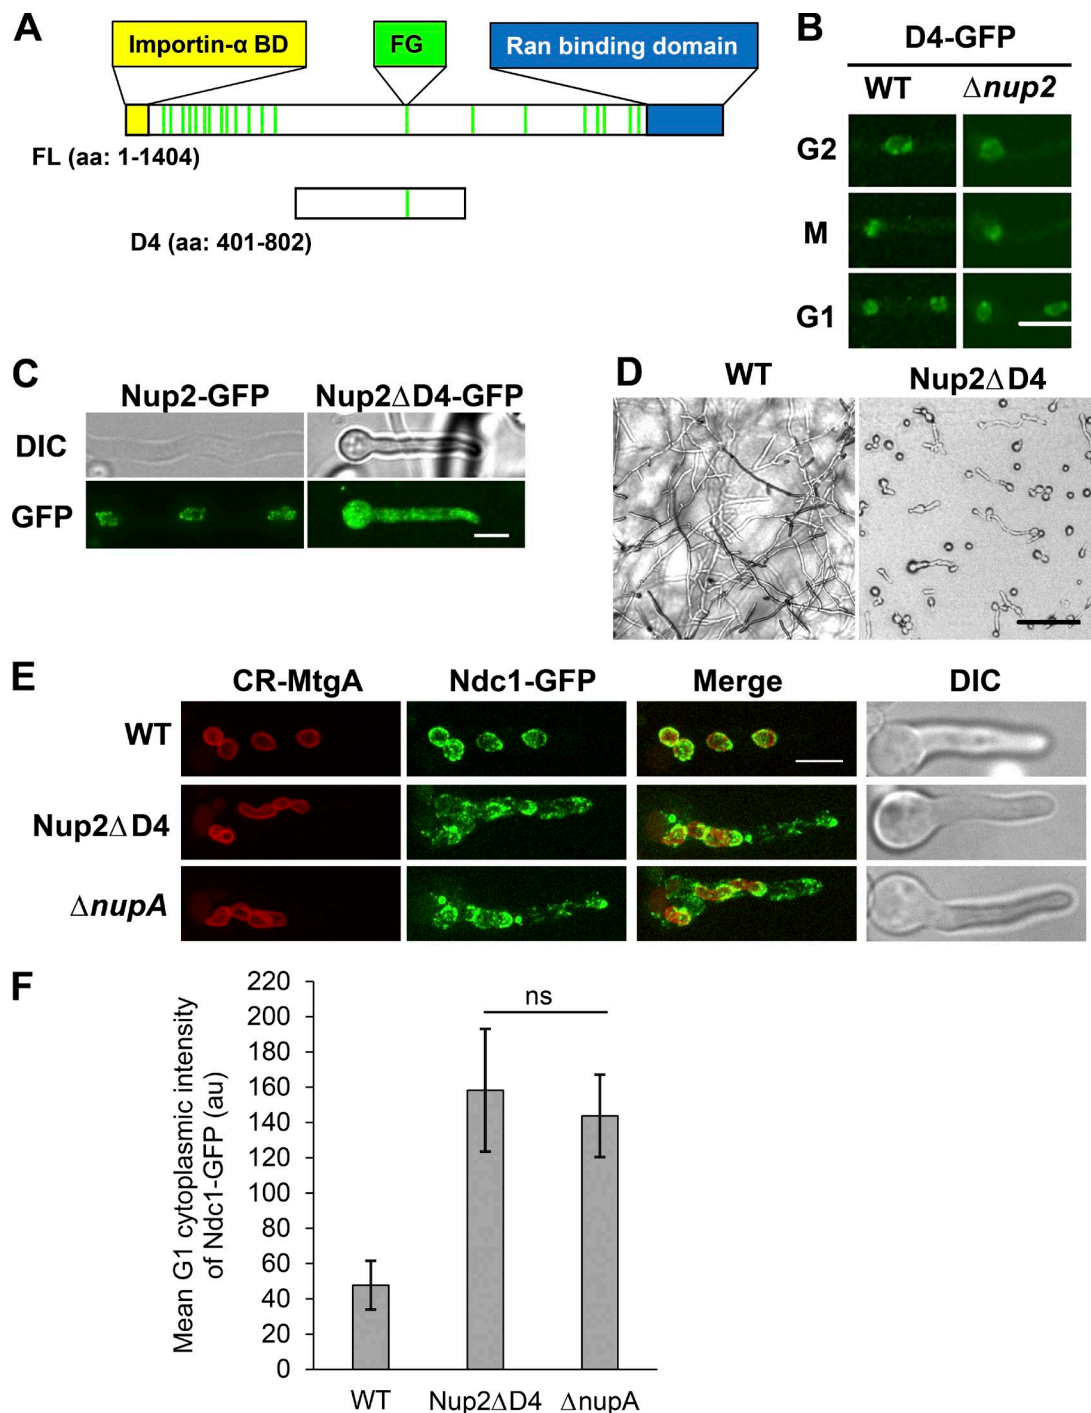 A
Importin-α BD
FG
Ran binding domain
FL (aa: 1-1404)
D4 (aa: 401-802)
B
D4-GFP
WT
Δnup2
G2
M
G1
C
Nup2-GFP
Nup2ΔD4-GFP
DIC
GFP
D
WT
Nup2ΔD4
E
CR-MtgA
Ndc1-GFP
Merge
DIC
WT
Nup2ΔD4
ΔnupA
F
Mean G1 cytoplasmic intensity
of Ndc1-GFP (au)
220
200
180
160
140
120
100
80
60
40
20
0
ns
WT
Nup2ΔD4
ΔnupA